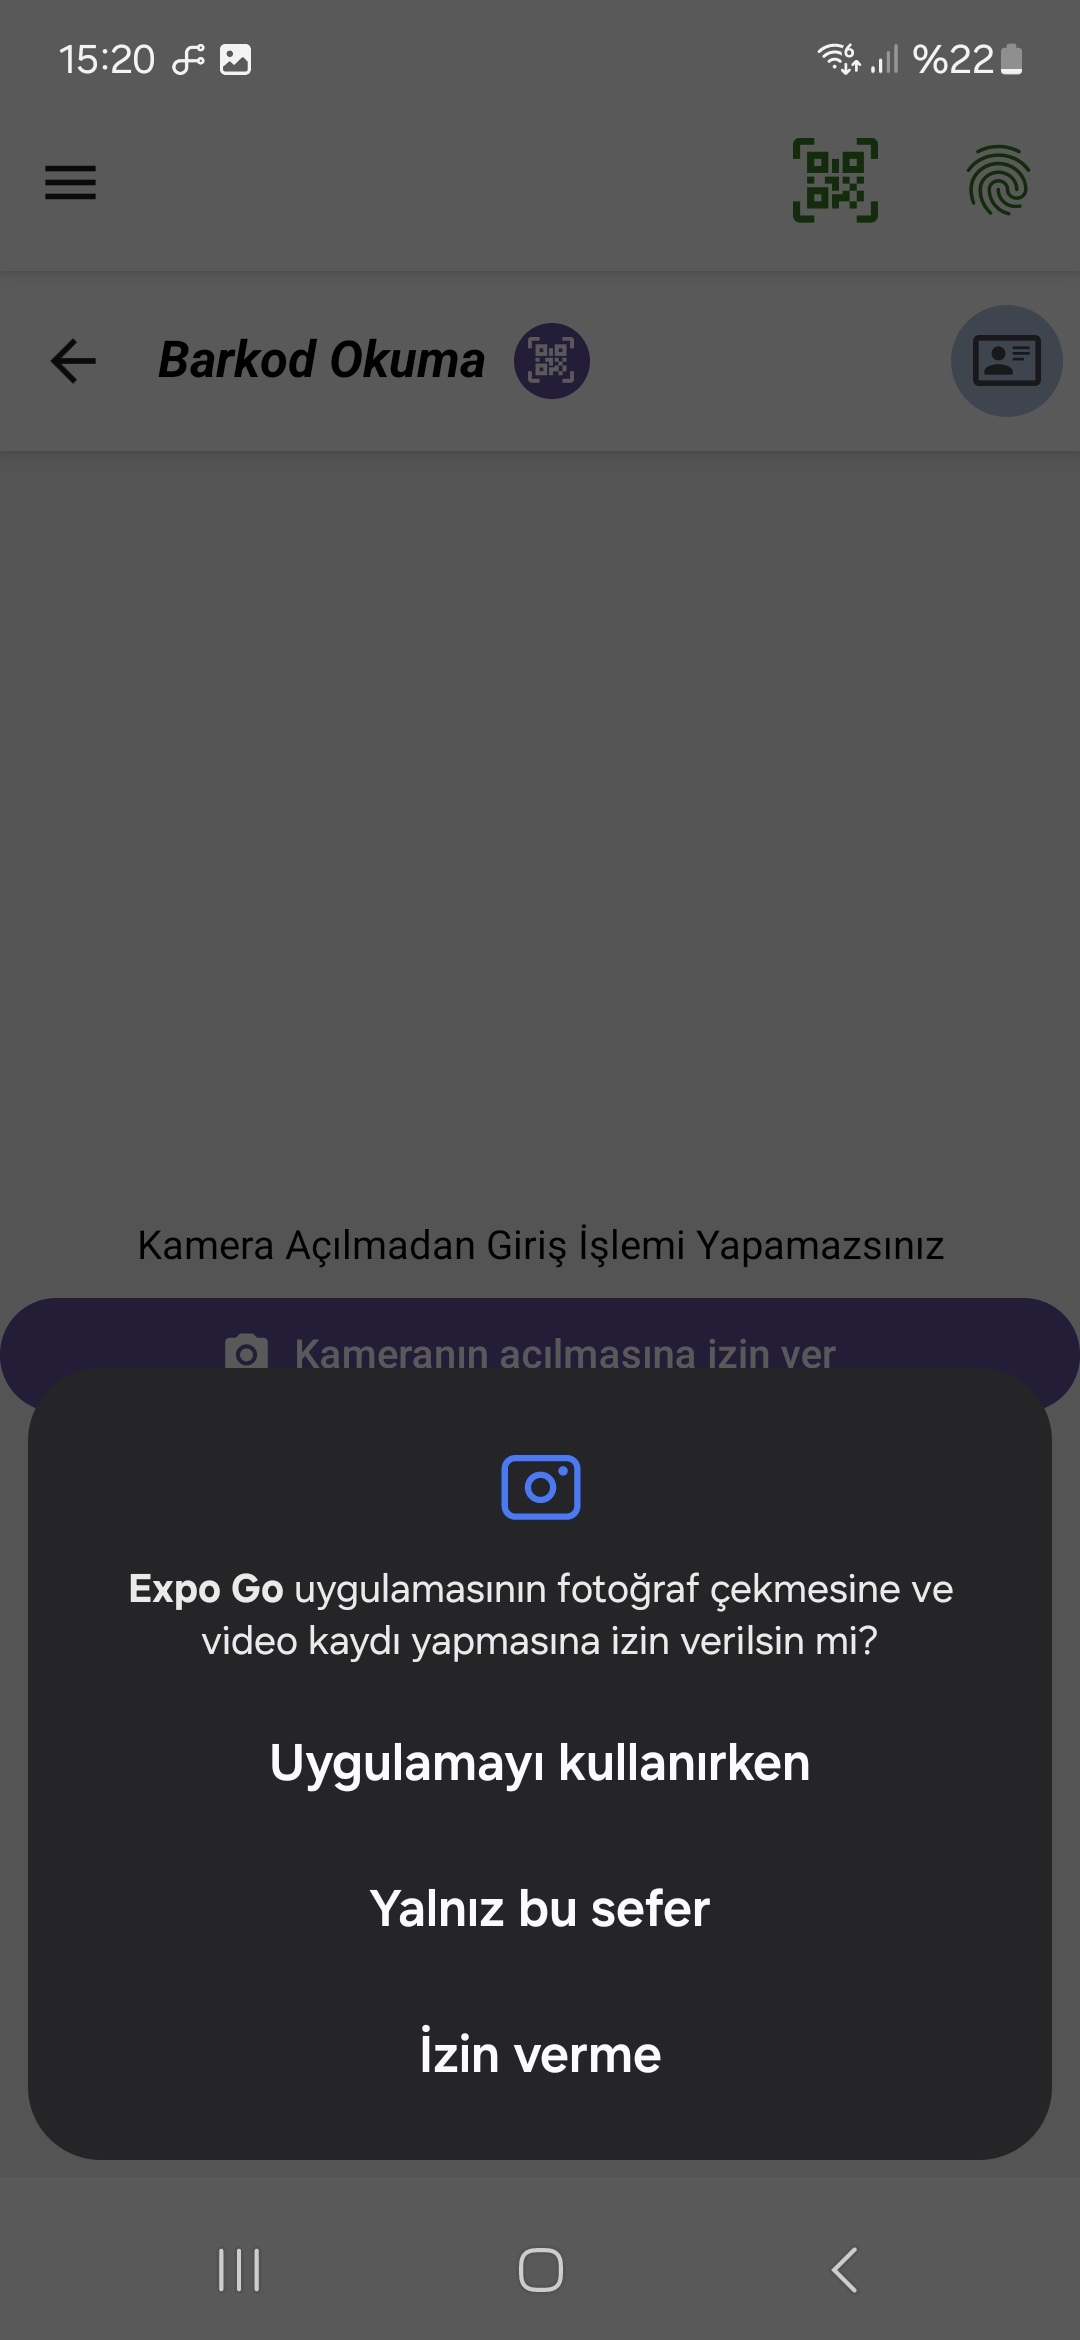 15:20
%22
Barkod Okuma
Kamera Açılmadan Giriş İşlemi Yapamazsınız
Kameranın açılmasına izin ver
Expo Go uygulamasının fotoğraf çekmesine ve
video kaydı yapmasına izin verilsin mi?
Uygulamayı kullanırken
Yalnız bu sefer
İzin verme